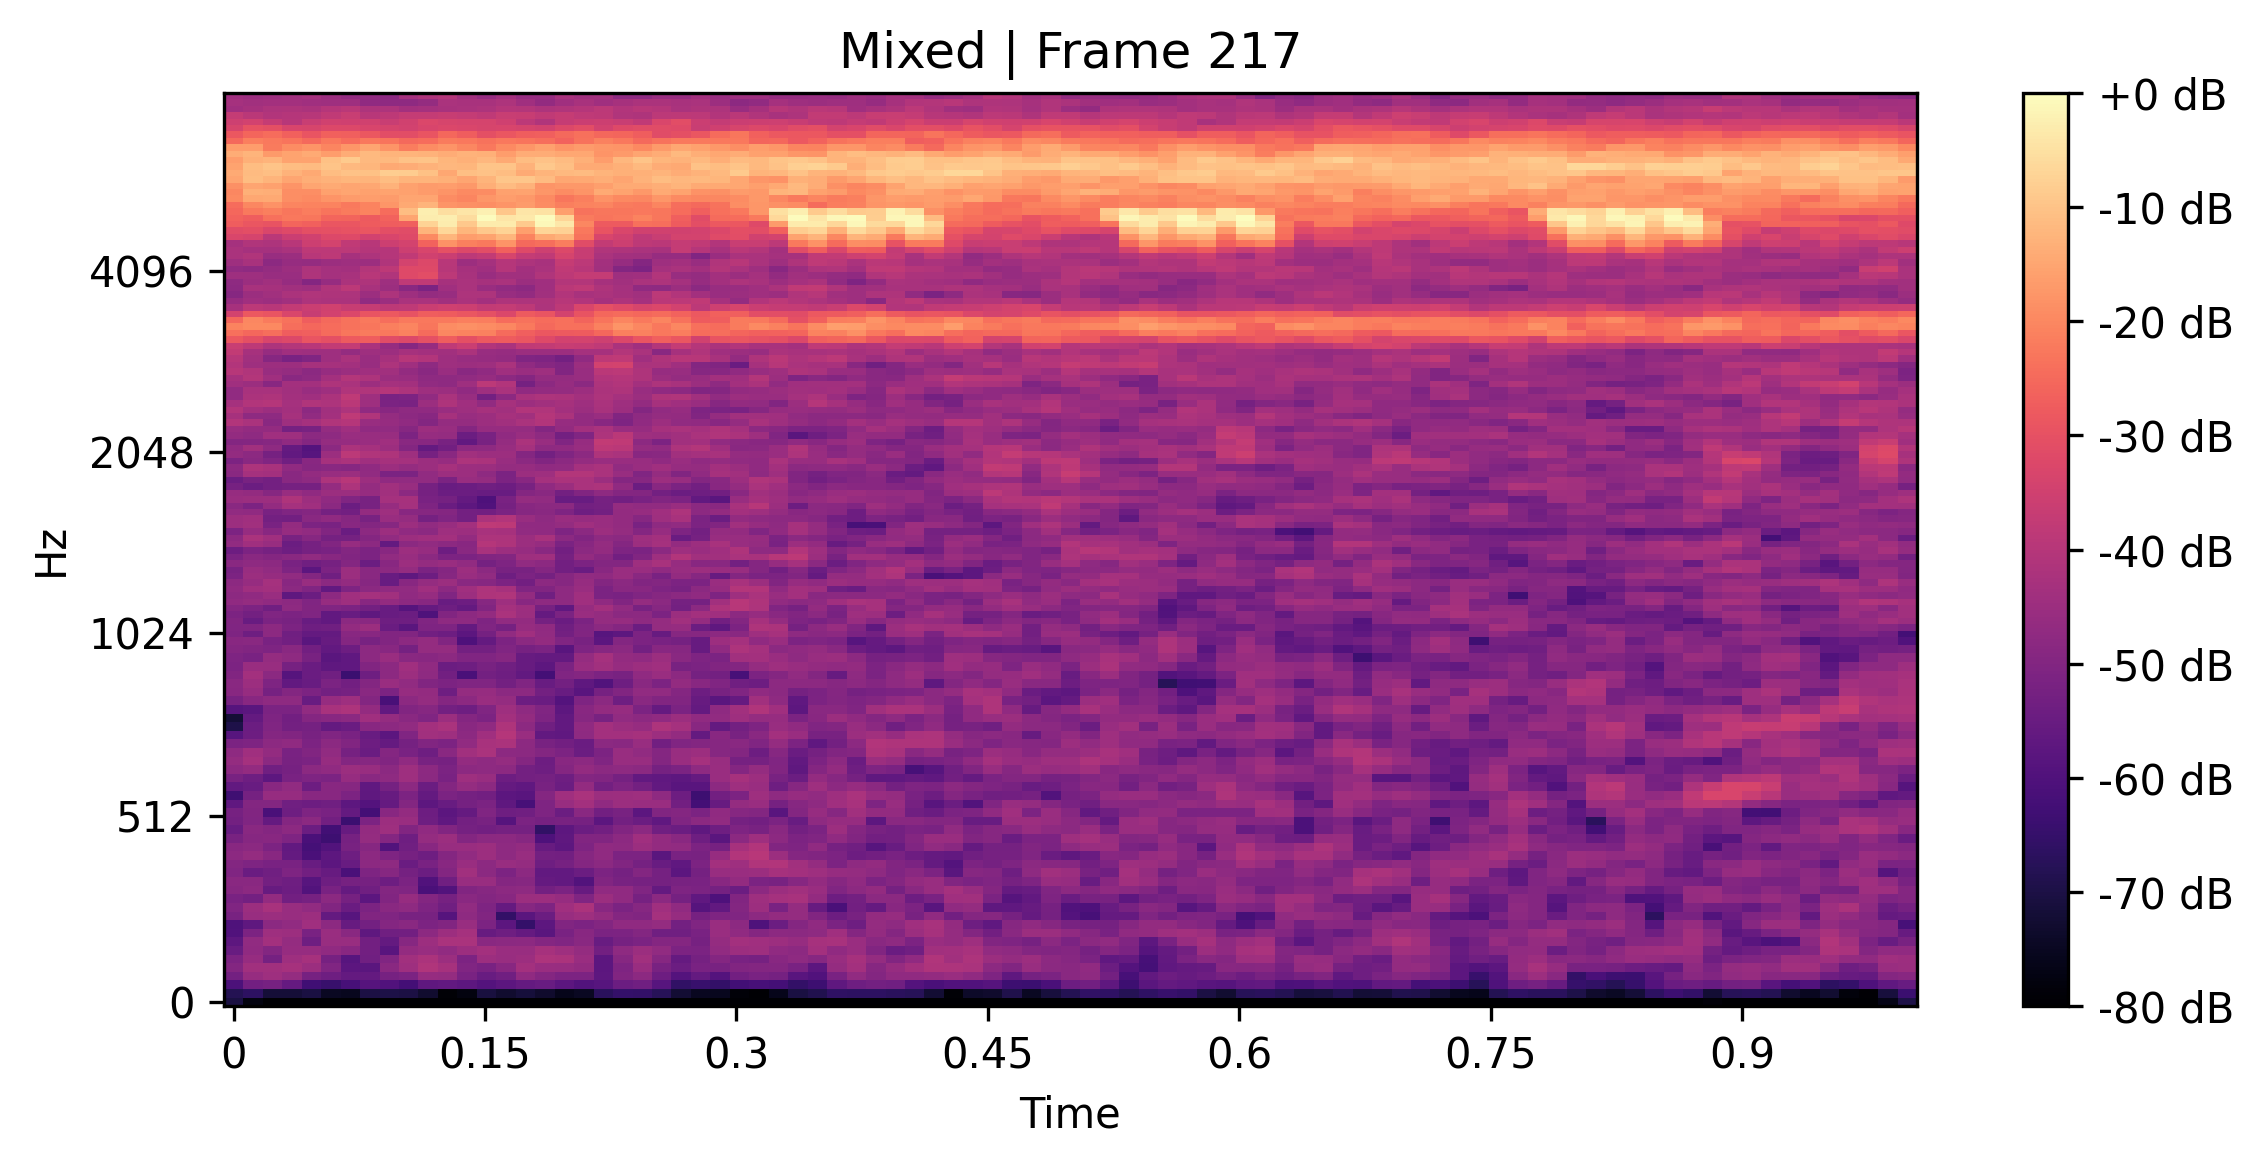 Mixed | Frame 217
+0 dB
-10 dB
-20 dB
-30 dB
-40 dB
-50 dB
-60 dB
-70 dB
-80 dB
Hz
4096
2048
1024
512
0
0 0.15 0.3 0.45 0.6 0.75 0.9
Time